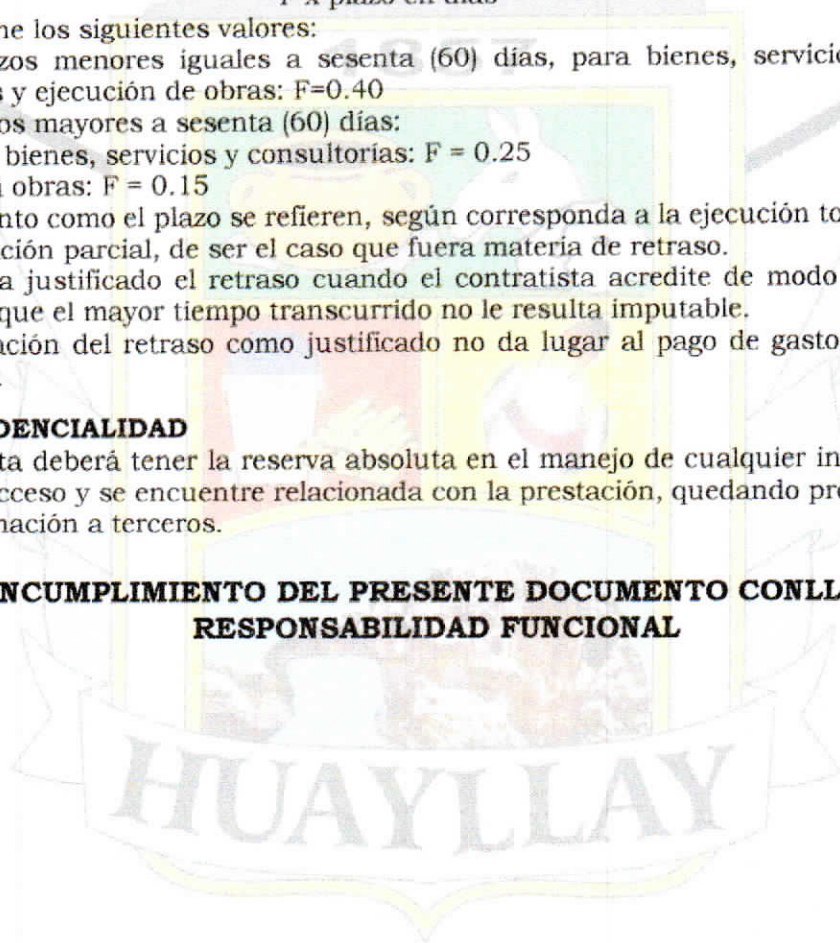 plazo en días
ne los siguientes valores:
zos menores iguales a sesenta (60) días, para bienes, servicio
s y ejecución de obras: F=0.40
os mayores a sesenta (60) días:
bienes, servicios y consultorías: F = 0.25
obras: F = 0.15
nto como el plazo se refieren, según corresponda a la ejecución to
ción parcial, de ser el caso que fuera materia de retraso.
a justificado el retraso cuando el contratista acredite de modo
que el mayor tiempo transcurrido no le resulta imputable.
ación del retraso como justificado no da lugar al pago de gasto
DENCIALIDAD
ta deberá tener la reserva absoluta en el manejo de cualquier in
cceso y se encuentre relacionada con la prestación, quedando pr
nación a terceros.
NCUMPLIMIENTO DEL PRESENTE DOCUMENTO CONLL
RESPONSABILIDAD FUNCIONAL
HUAYLLAY